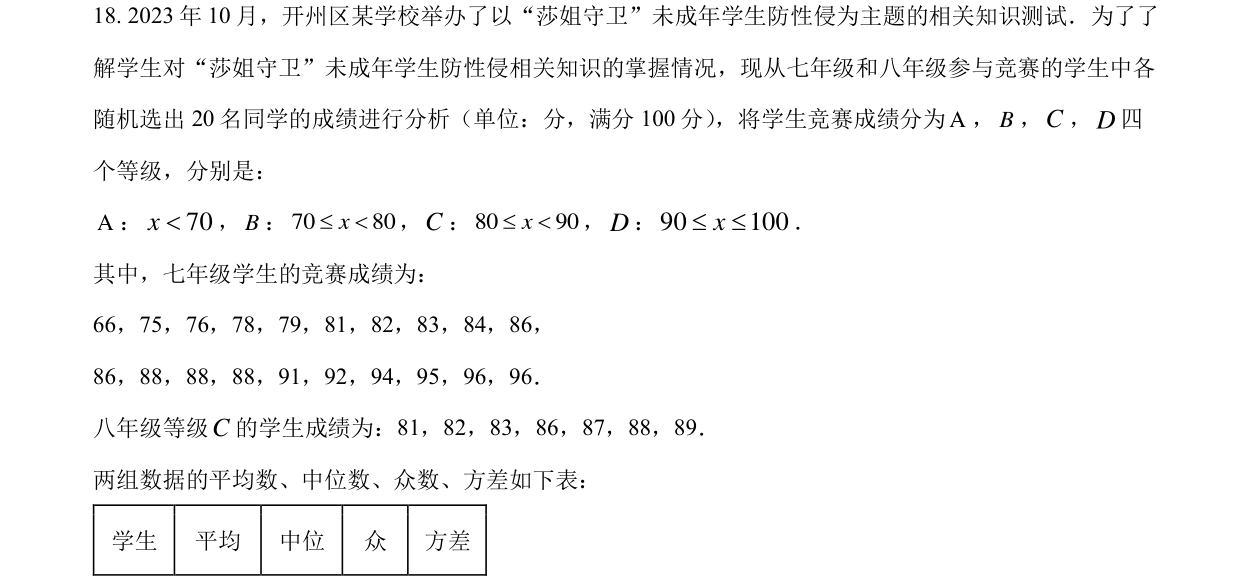 18. 2023 年 10 月，开州区某学校举办了以“莎姐守卫”未成年学生防性侵为主题的相关知识测试．为了了
解学生对“莎姐守卫”未成年学生防性侵相关知识的掌握情况，现从七年级和八年级参与竞赛的学生中各
随机选出 20 名同学的成绩进行分析（单位：分，满分 100 分），将学生竞赛成绩分为 A，B，C，D 四
个等级，分别是：
A：x<70，B：70≤x<80，C：80≤x<90，D：90≤x≤100．
其中，七年级学生的竞赛成绩为：
66，75，76，78，79，81，82，83，84，86，
86，88，88，88，91，92，94，95，96，96．
八年级等级 C 的学生成绩为：81，82，83，86，87，88，89．
两组数据的平均数、中位数、众数、方差如下表：
学生 平均 中位 众 方差